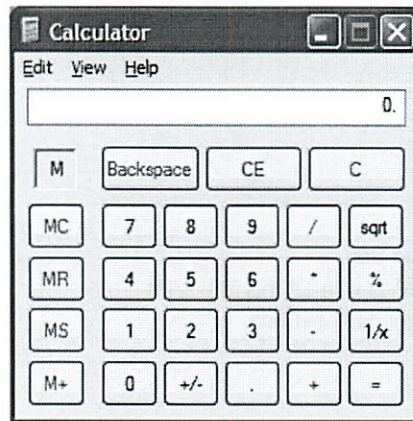 Calculator
Edit View Help
0.
M Backspace CE C
MC 7 8 9 / sqrt
MR 4 5 6 * %
MS 1 2 3 - 1/x
M+ 0 +/- . + =